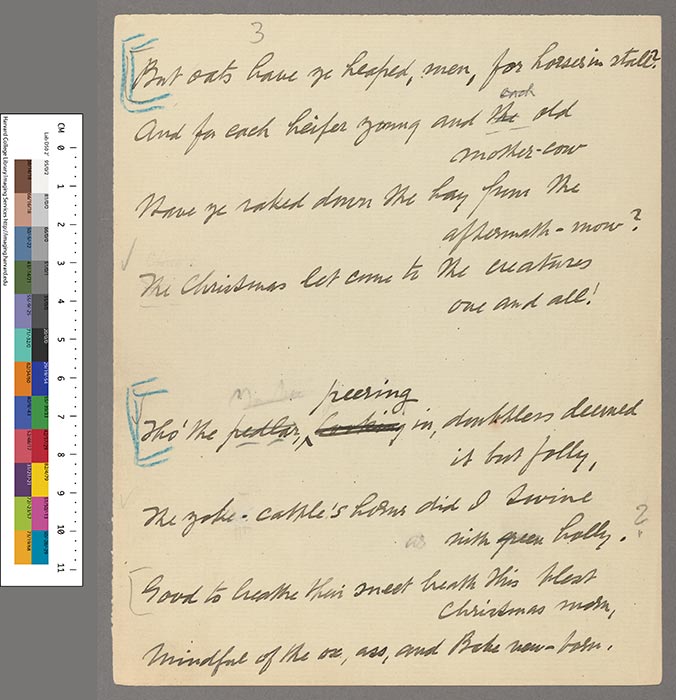 3
But oats have ye heaped, men, for horses in stall?
each
And for each heifer young and the old
mother-cow
Have ye raked down the hay from the
aftermath-mow?
The Christmas let come to the creatures
one and all!
peering
Tho' the pedlar, looking in, doubtless deemed
it but folly,
The yoke-cattle's horns did I twine
with green holly. ?
Good to breathe their sweet breath this blest
Christmas morn,
Mindful of the ox, ass, and Babe new-born.
Harvard College Library Imaging Services http://imaging.harvard.edu
CM 0 1 2 3 4 5 6 7 8 9 10 11